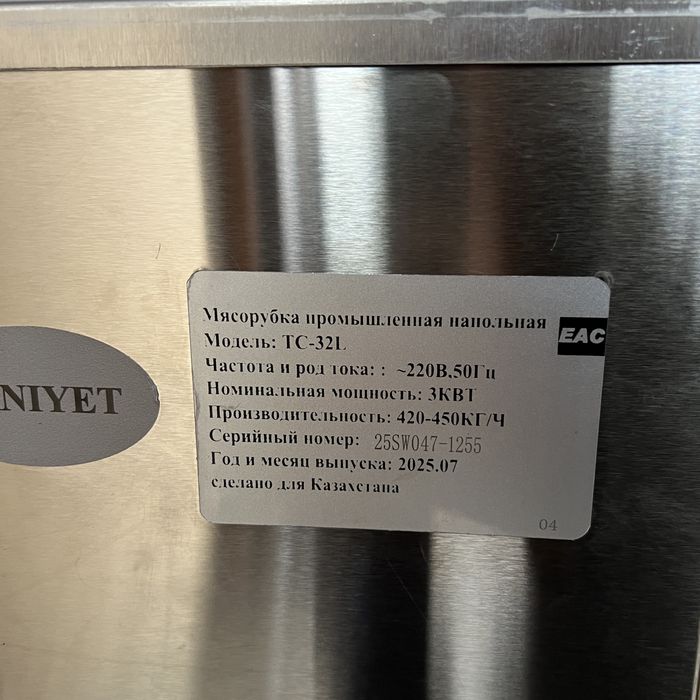 Мясорубка промышленная напольная
EAC
Модель: TC-32L
Частота и род тока: : ~220В,50Гц
Номинальная мощность: 3КВТ
Производительность: 420-450КГ/Ч
Серийный номер: 25SW047-1255
Год и месяц выпуска: 2025.07
сделано для Казахстана
04
NIYET